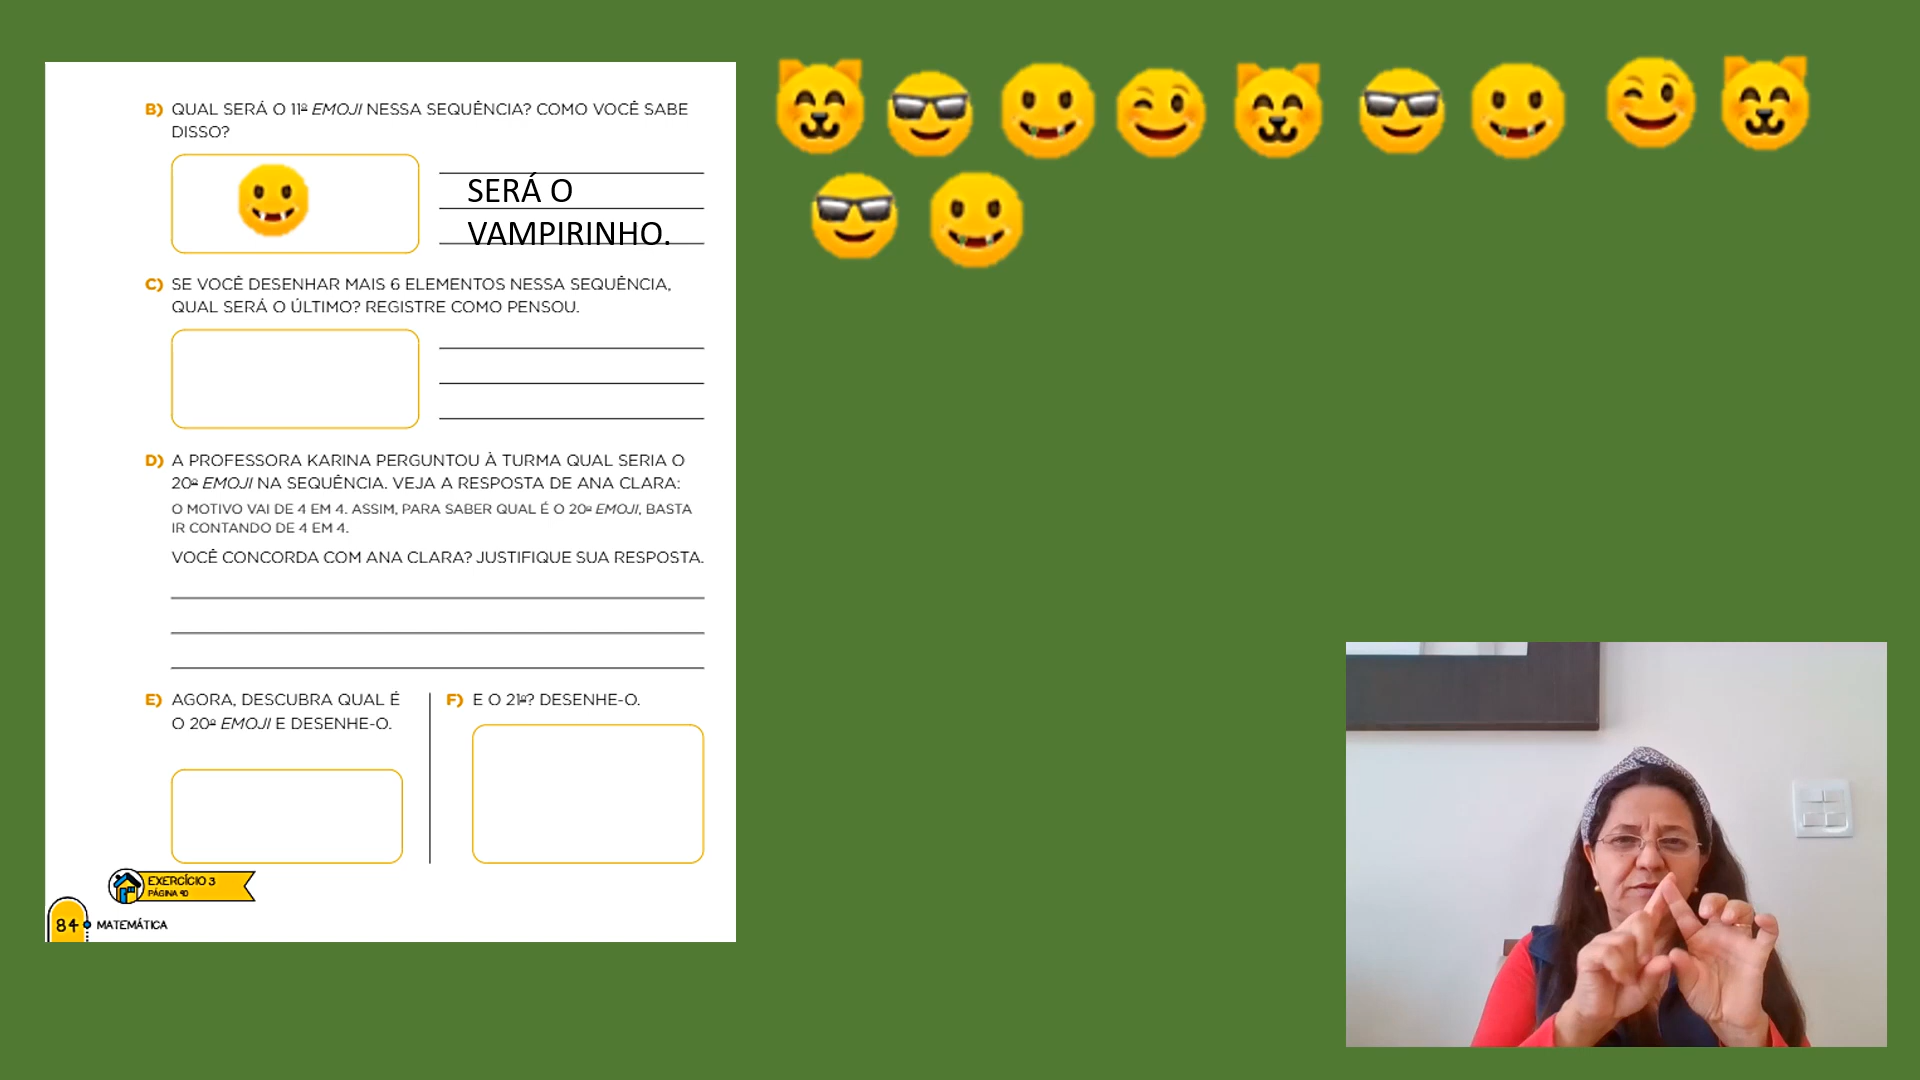 B) QUAL SERÁ O 11º EMOJI NESSA SEQUÊNCIA? COMO VOCÊ SABE
DISSO?
SERÁ O
VAMPIRINHO.
C) SE VOCÊ DESENHAR MAIS 6 ELEMENTOS NESSA SEQUÊNCIA,
QUAL SERÁ O ÚLTIMO? REGISTRE COMO PENSOU.
D) A PROFESSORA KARINA PERGUNTOU À TURMA QUAL SERIA O
20º EMOJI NA SEQUÊNCIA. VEJA A RESPOSTA DE ANA CLARA:
O MOTIVO VAI DE 4 EM 4. ASSIM, PARA SABER QUAL É O 20º EMOJI, BASTA
IR CONTANDO DE 4 EM 4.
VOCÊ CONCORDA COM ANA CLARA? JUSTIFIQUE SUA RESPOSTA.
E) AGORA, DESCUBRA QUAL É
O 20º EMOJI E DESENHE-O.
F) E O 21º? DESENHE-O.
EXERCÍCIO 3
PÁGINA 90
84 MATEMÁTICA